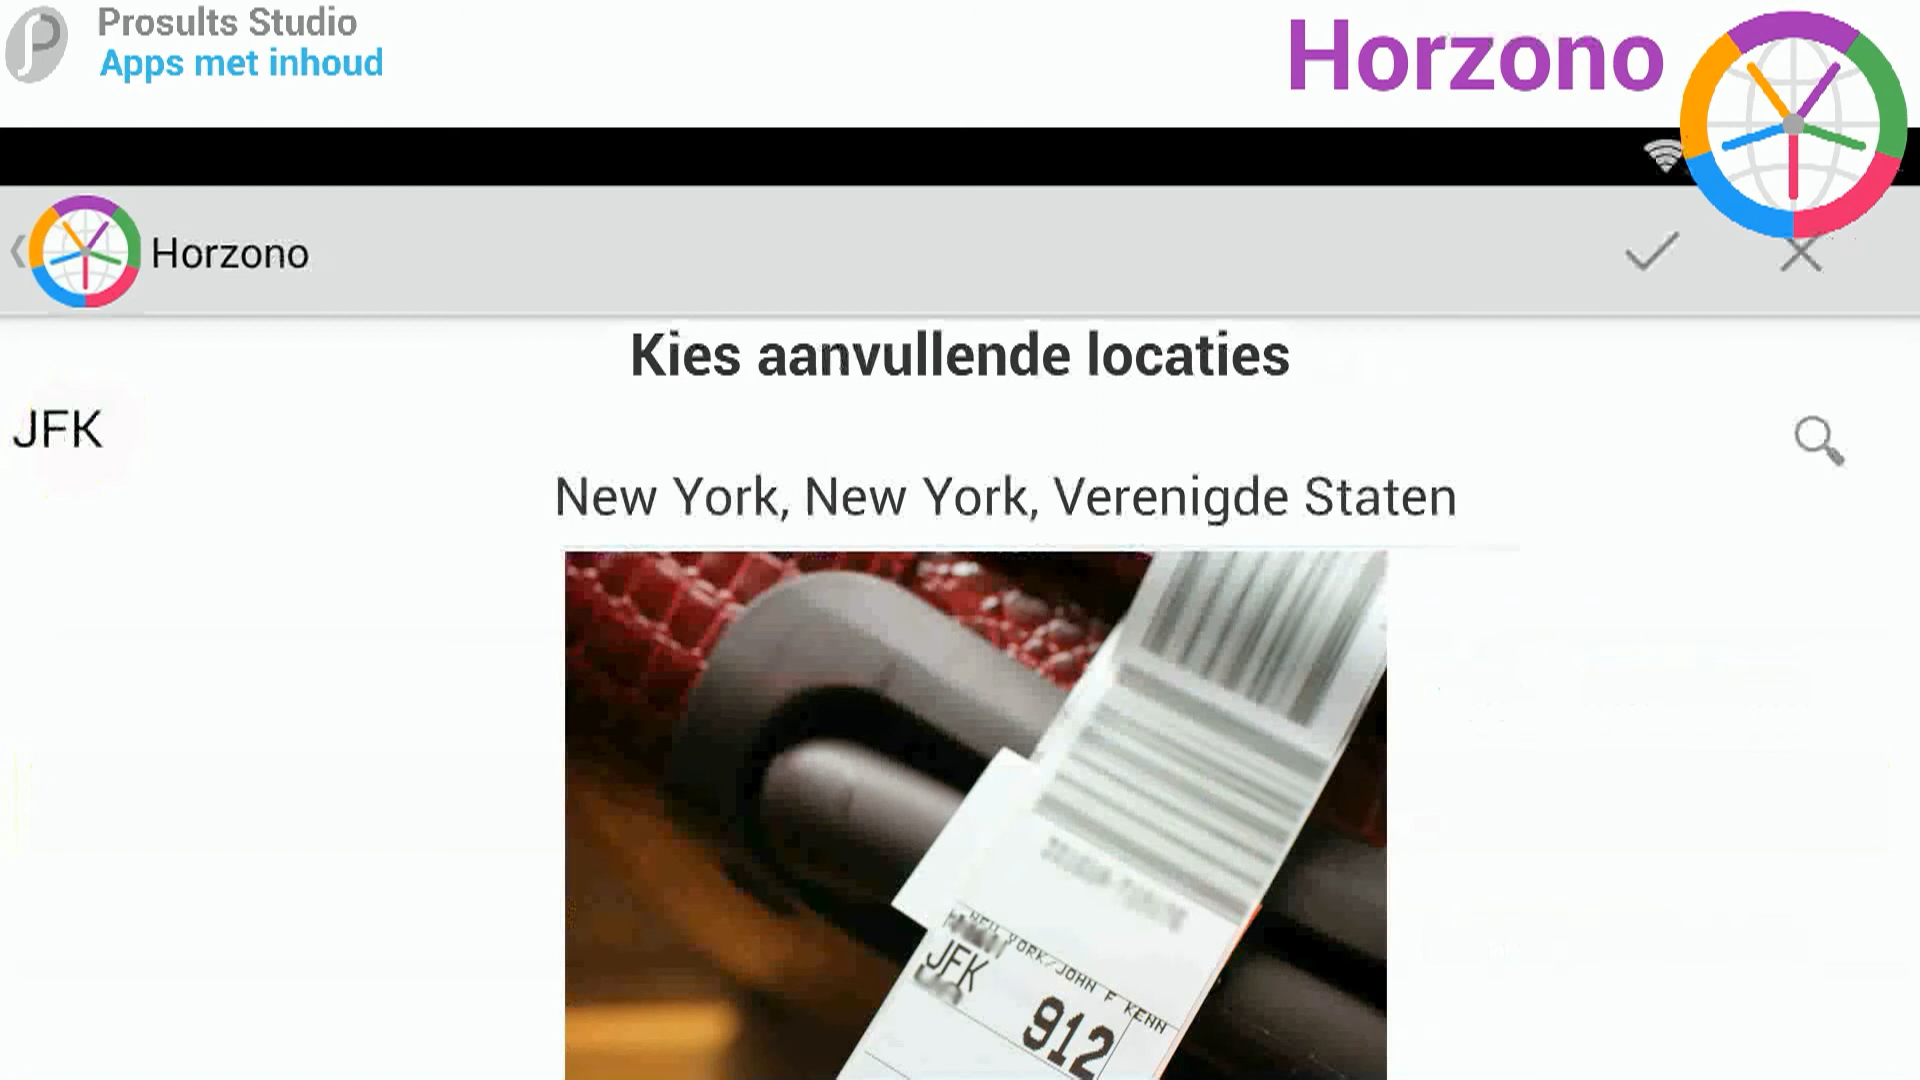 Prosults Studio
Apps met inhoud
Horzono
Horzono
Kies aanvullende locaties
JFK
New York, New York, Verenigde Staten
NEW YORK/JOHN F KENN
JFK
912